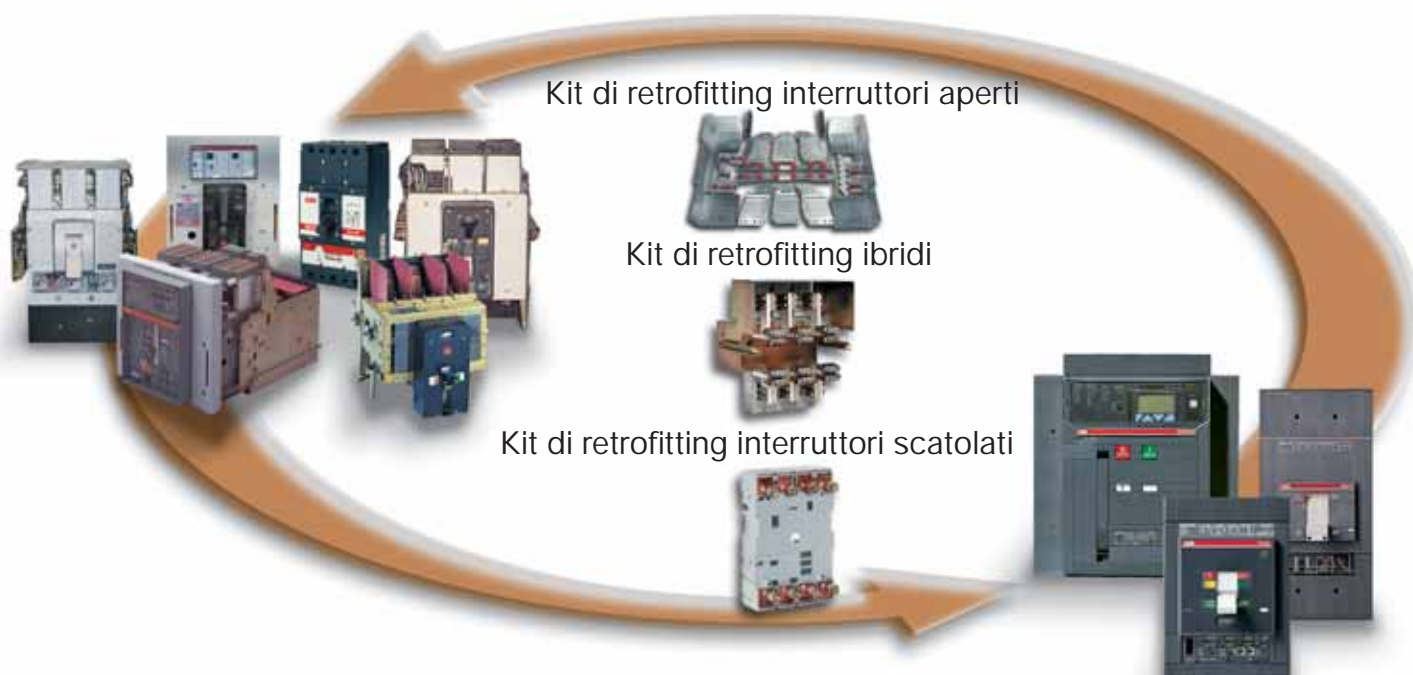 Kit di retrofitting interruttori aperti
Kit di retrofitting ibridi
Kit di retrofitting interruttori scatolati